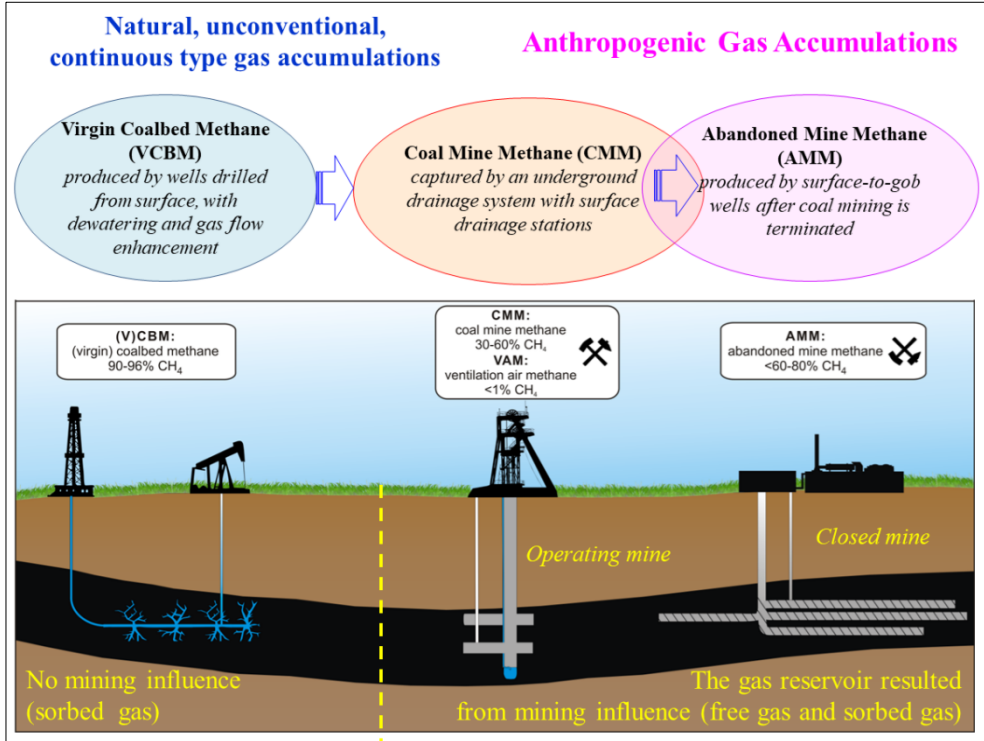 Natural, unconventional,
continuous type gas accumulations
Anthropogenic Gas Accumulations
Virgin Coalbed Methane
(VCBM)
produced by wells drilled
from surface, with
dewatering and gas flow
enhancement
Coal Mine Methane (CMM)
captured by an underground
drainage system with surface
drainage stations
Abandoned Mine Methane
(AMM)
produced by surface-to-gob
wells after coal mining is
terminated
(V)CBM:
(virgin) coalbed methane
90-96% CH₄
CMM:
coal mine methane
30-60% CH₄
VAM:
ventilation air methane
<1% CH₄
AMM:
abandoned mine methane
<60-80% CH₄
Operating mine
Closed mine
No mining influence
(sorbed gas)
The gas reservoir resulted
from mining influence (free gas and sorbed gas)